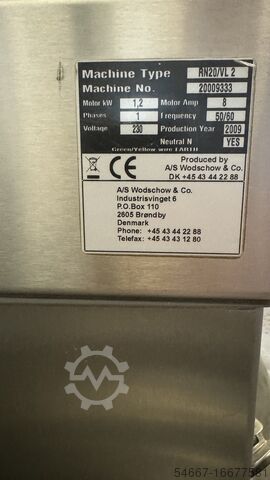 Machine Type RN20/VL 2
Machine No. 20009333
Motor kW 1,2 Motor Amp 8
Phases 1 Frequency 50/60
Voltage 230 Production Year 2009
Neutral N YES
Green/Yellow wire EARTH
CE Produced by
A/S Wodschow & Co.
DK +45 43 44 22 88
A/S Wodschow & Co.
Industrisvinget 6
P.O.Box 110
2605 Brøndby
Denmark
Phone: +45 43 44 22 88
Telefax: +45 43 43 12 80
54667-16677581